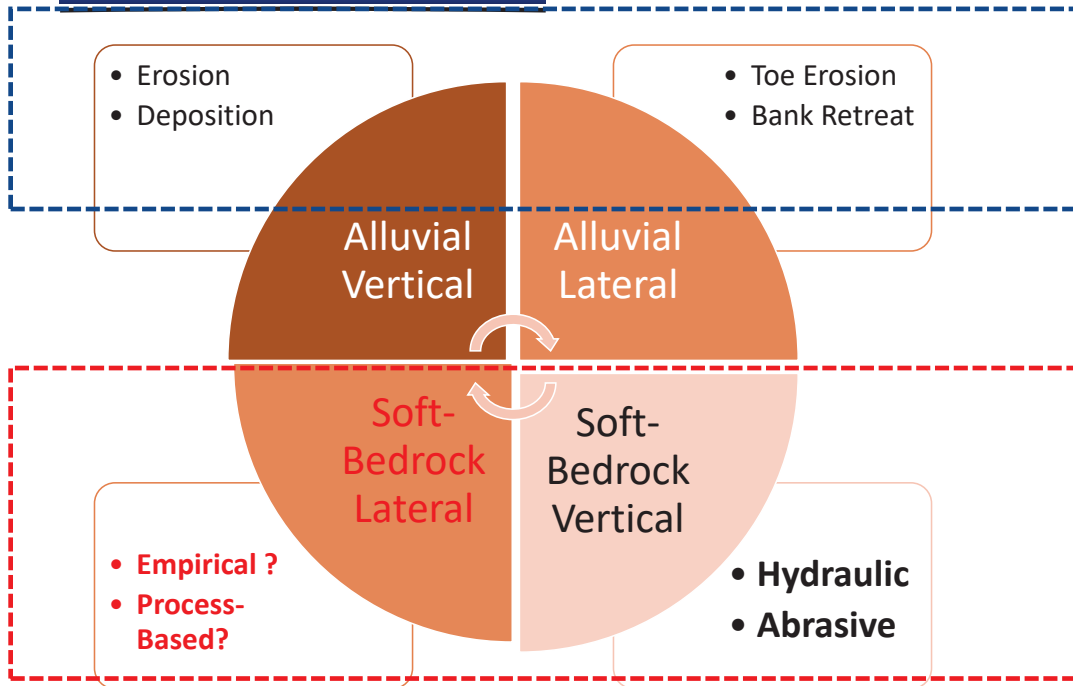 • Erosion
• Deposition
• Toe Erosion
• Bank Retreat
Alluvial
Vertical
Alluvial
Lateral
Soft-
Bedrock
Lateral
Soft-
Bedrock
Vertical
• Empirical ?
• Process-
Based?
• Hydraulic
• Abrasive